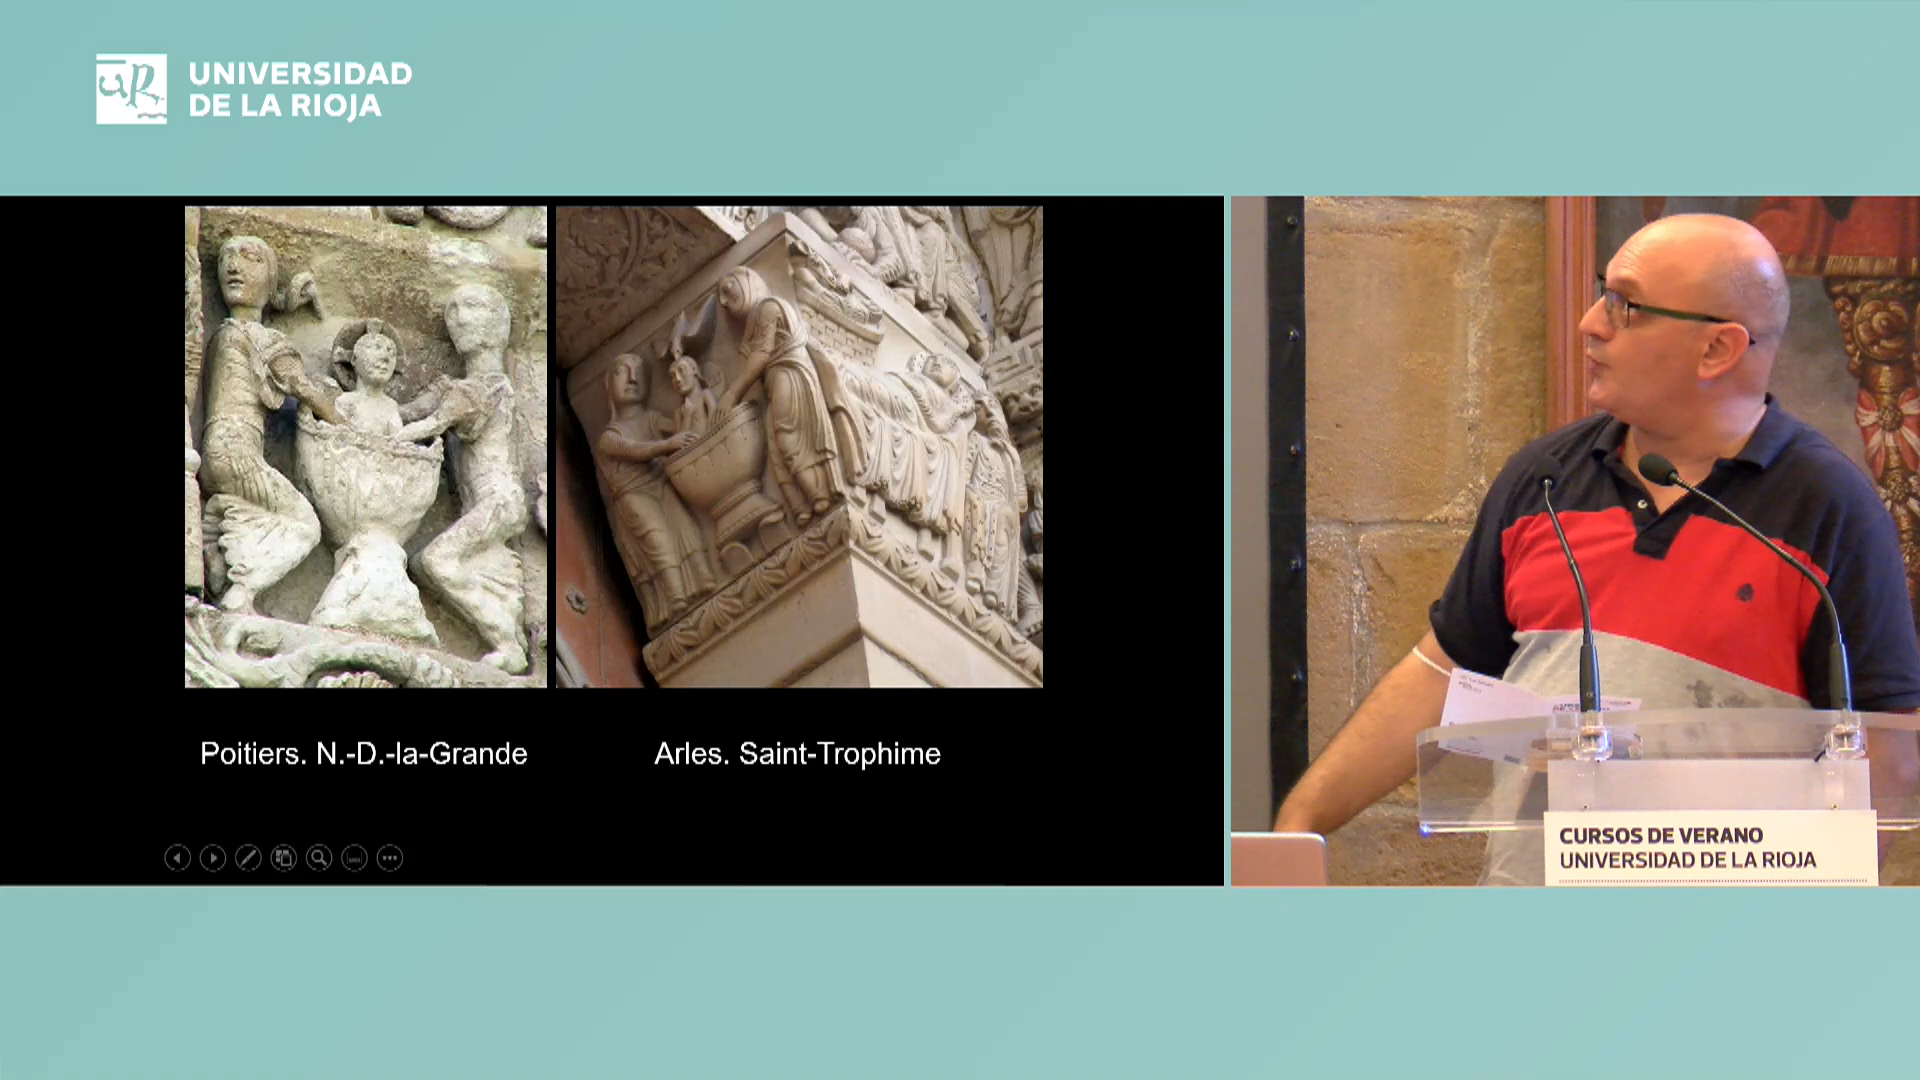 UNIVERSIDAD
DE LA RIOJA
Poitiers. N.-D.-la-Grande
Arles. Saint-Trophime
CURSOS DE VERANO
UNIVERSIDAD DE LA RIOJA